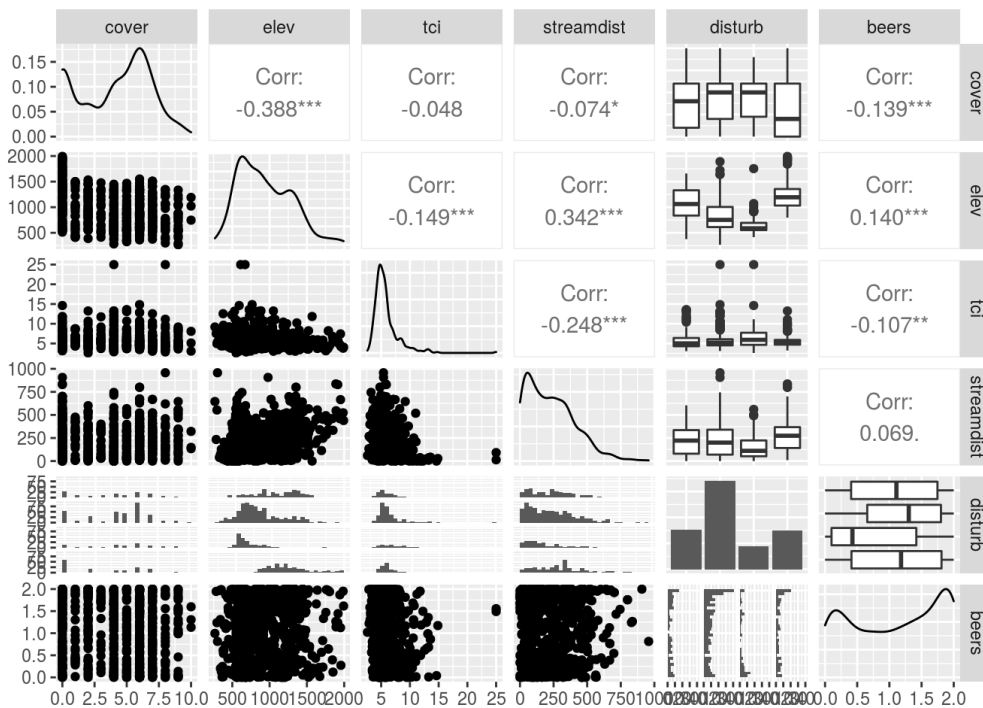 cover elev tci streamdist disturb beers
0.15
0.10
0.05
0.00
Corr:
-0.388***
Corr:
-0.048
Corr:
-0.074*
Corr:
-0.139***
cover
2000
1500
1000
500
Corr:
-0.149***
Corr:
0.342***
Corr:
0.140***
elev
25
20
15
10
5
Corr:
-0.248***
Corr:
-0.107**
tci
1000
750
500
250
0
Corr:
0.069.
streamdist
disturb
2.0
1.5
1.0
0.5
0.0
beers
0.0 2.5 5.0 7.5 10.0 500 1000 1500 2000 5 10 15 20 25 0 250 500 750 1000 0.0 0.5 1.0 1.5 2.0